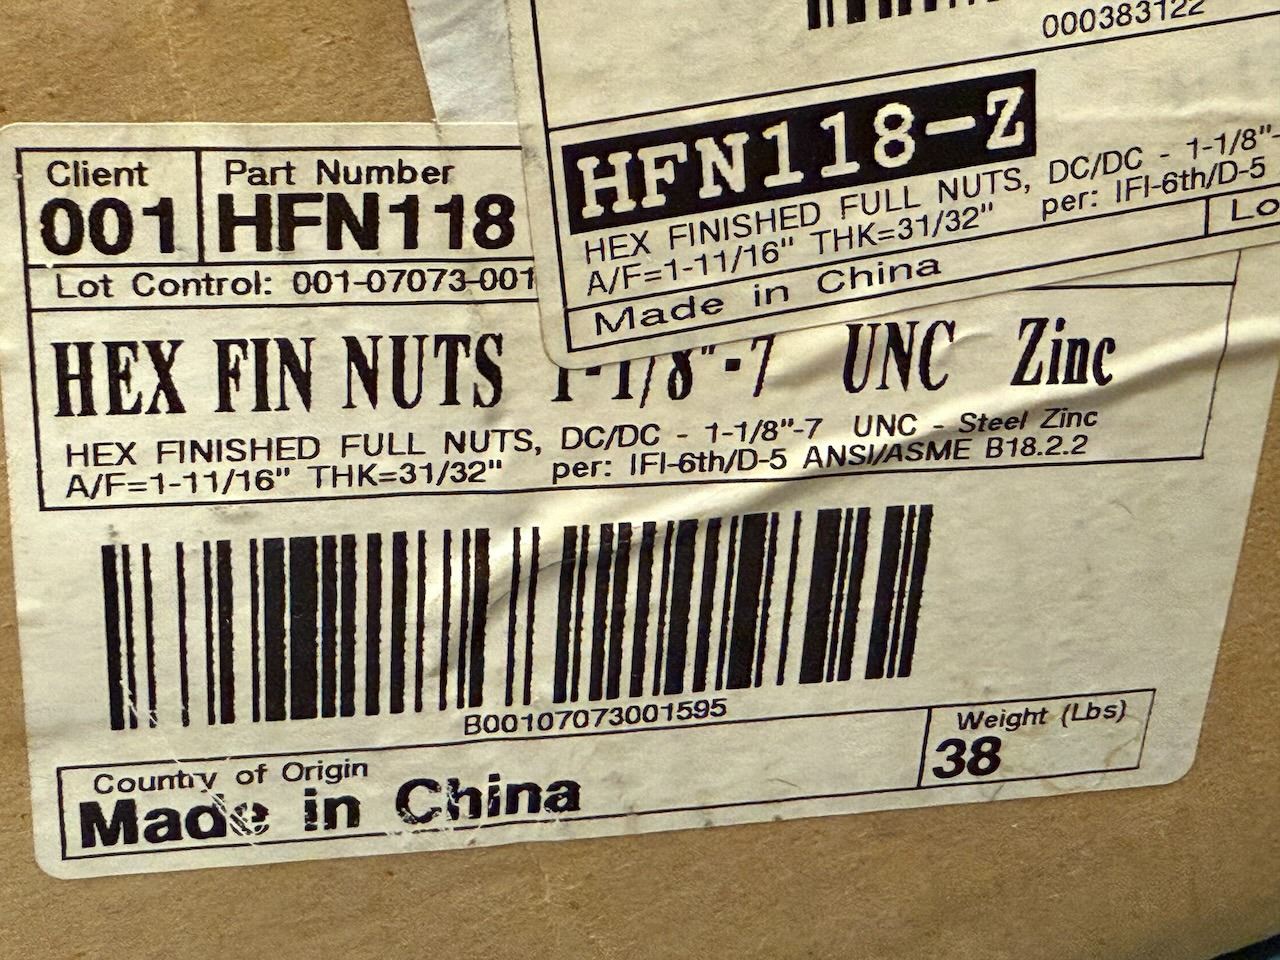 000383122
HFN118-Z
HEX FINISHED FULL NUTS, DC/DC - 1-1/8"-
A/F=1-11/16" THK=31/32" per: IFI-6th/D-5
Made in China
Lo
Client
001
Part Number
HFN118
Lot Control: 001-07073-001
HEX FIN NUTS 1-1/8"-7 UNC Zinc
HEX FINISHED FULL NUTS, DC/DC - 1-1/8"-7 UNC - Steel Zinc
A/F=1-11/16" THK=31/32" per: IFI-6th/D-5 ANSI/ASME B18.2.2
B00107073001595
Country of Origin
Made in China
Weight (Lbs)
38